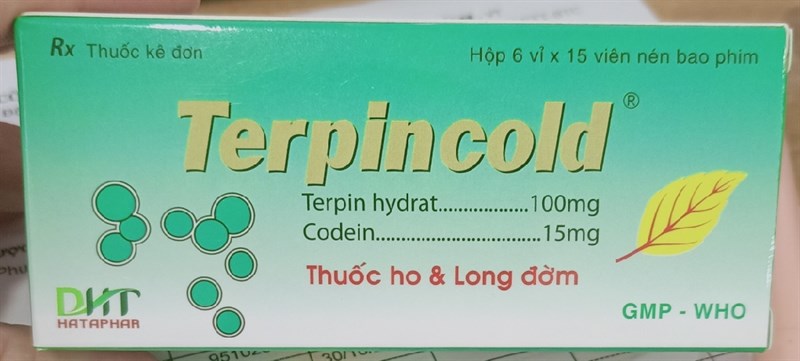 Rx Thuốc kê đơn
Hộp 6 vỉ x 15 viên nén bao phim
Terpincold®
Terpin hydrat..................100mg
Codein.................................15mg
Thuốc ho & Long đờm
DHT
HATAPHAR
GMP - WHO